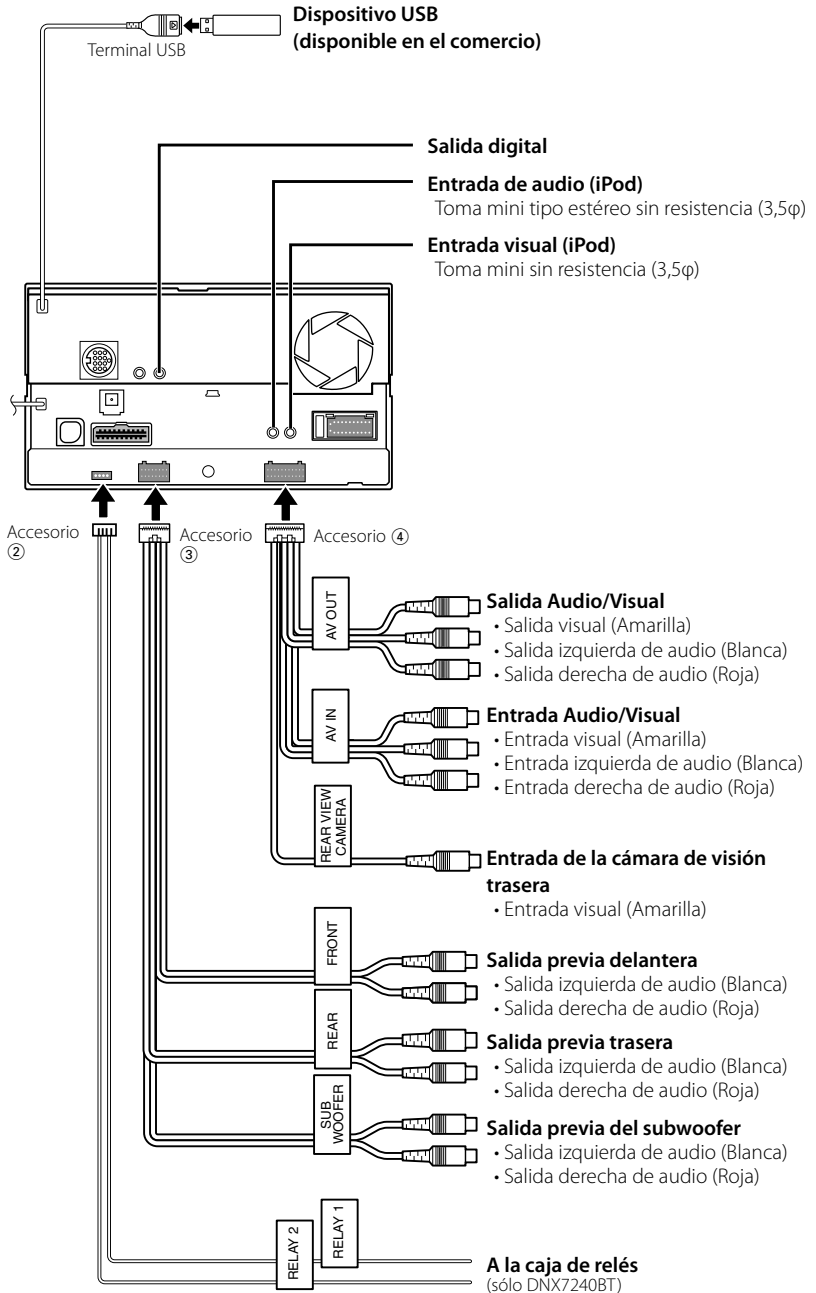 Dispositivo USB
(disponible en el comercio)
Terminal USB
Salida digital
Entrada de audio (iPod)
Toma mini tipo estéreo sin resistencia (3,5φ)
Entrada visual (iPod)
Toma mini sin resistencia (3,5φ)
Accesorio
②
Accesorio
③
Accesorio ④
AV OUT
Salida Audio/Visual
• Salida visual (Amarilla)
• Salida izquierda de audio (Blanca)
• Salida derecha de audio (Roja)
AV IN
Entrada Audio/Visual
• Entrada visual (Amarilla)
• Entrada izquierda de audio (Blanca)
• Entrada derecha de audio (Roja)
REAR VIEW
CAMERA
Entrada de la cámara de visión
trasera
• Entrada visual (Amarilla)
FRONT
Salida previa delantera
• Salida izquierda de audio (Blanca)
• Salida derecha de audio (Roja)
REAR
Salida previa trasera
• Salida izquierda de audio (Blanca)
• Salida derecha de audio (Roja)
SUB
WOOFER
Salida previa del subwoofer
• Salida izquierda de audio (Blanca)
• Salida derecha de audio (Roja)
RELAY 2
RELAY 1
A la caja de relés
(sólo DNX7240BT)